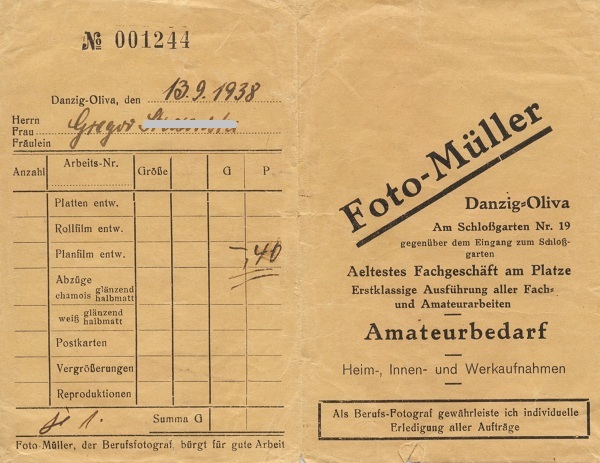 № 001244
Danzig-Oliva, den 13.9.1938
Herrn
Frau
Fräulein
Gregor
Anzahl Arbeits-Nr. Größe G P
Platten entw.
Rollfilm entw.
Planfilm entw. -,40
Abzüge
chamois glänzend
halbmatt
weiß glänzend
halbmatt
Postkarten
Vergrößerungen
Reproduktionen
je 1. Summa G
Foto-Müller, der Berufsfotograf, bürgt für gute Arbeit
Foto-Müller
Danzig-Oliva
Am Schloßgarten Nr. 19
gegenüber dem Eingang zum Schloß-
garten
Aeltestes Fachgeschäft am Platze
Erstklassige Ausführung aller Fach-
und Amateurarbeiten
Amateurbedarf
Heim-, Innen- und Werkaufnahmen
Als Berufs-Fotograf gewährleiste ich individuelle
Erledigung aller Aufträge